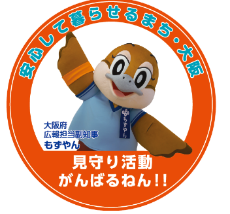 安心して暮らせるまち・大阪
大阪府
広報担当副知事
もずやん
見守り活動
がんばるねん!!